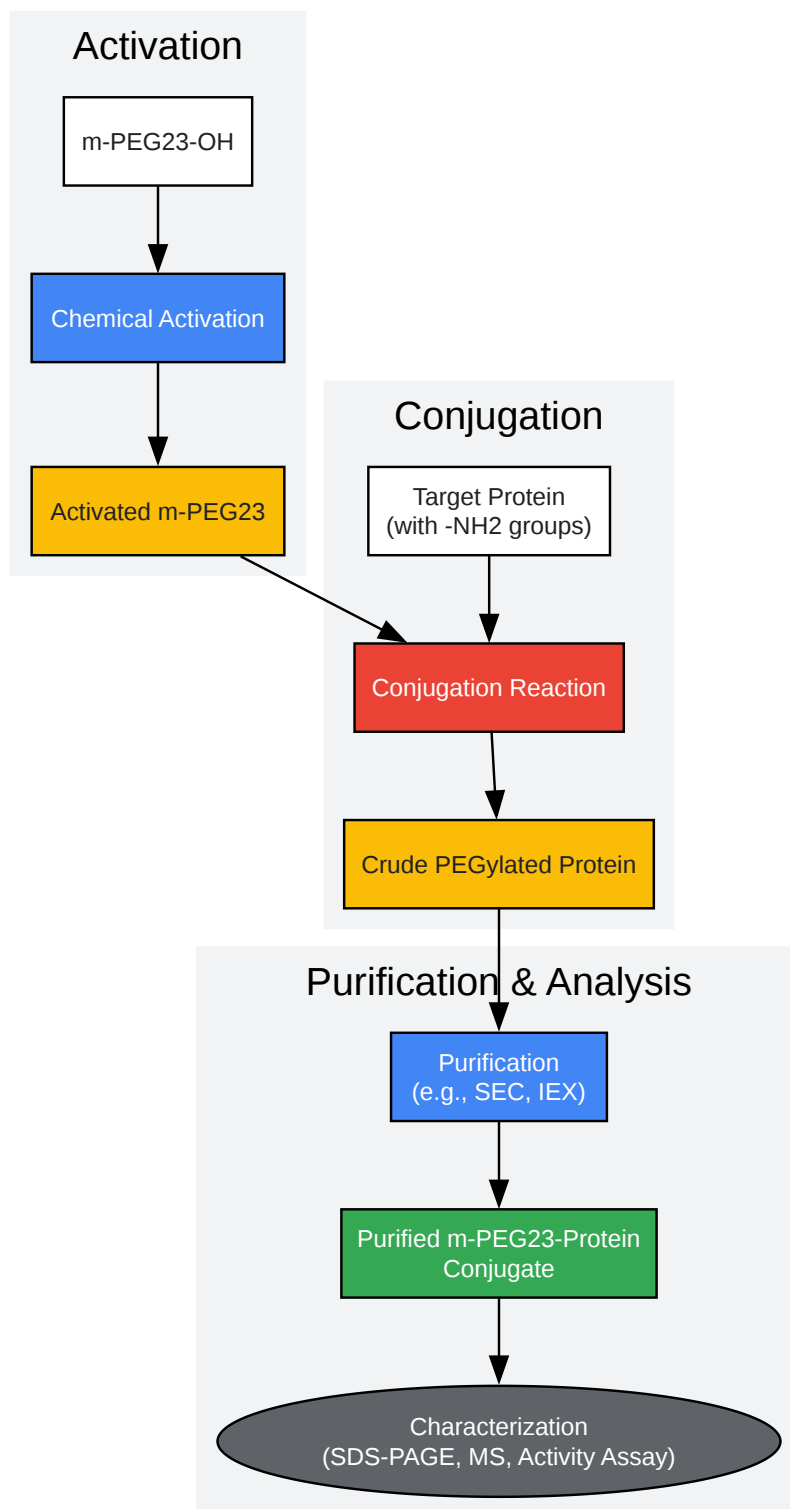 Activation
m-PEG23-OH
Chemical Activation
Activated m-PEG23
Conjugation
Target Protein
(with -NH2 groups)
Conjugation Reaction
Crude PEGylated Protein
Purification & Analysis
Purification
(e.g., SEC, IEX)
Purified m-PEG23-Protein
Conjugate
Characterization
(SDS-PAGE, MS, Activity Assay)